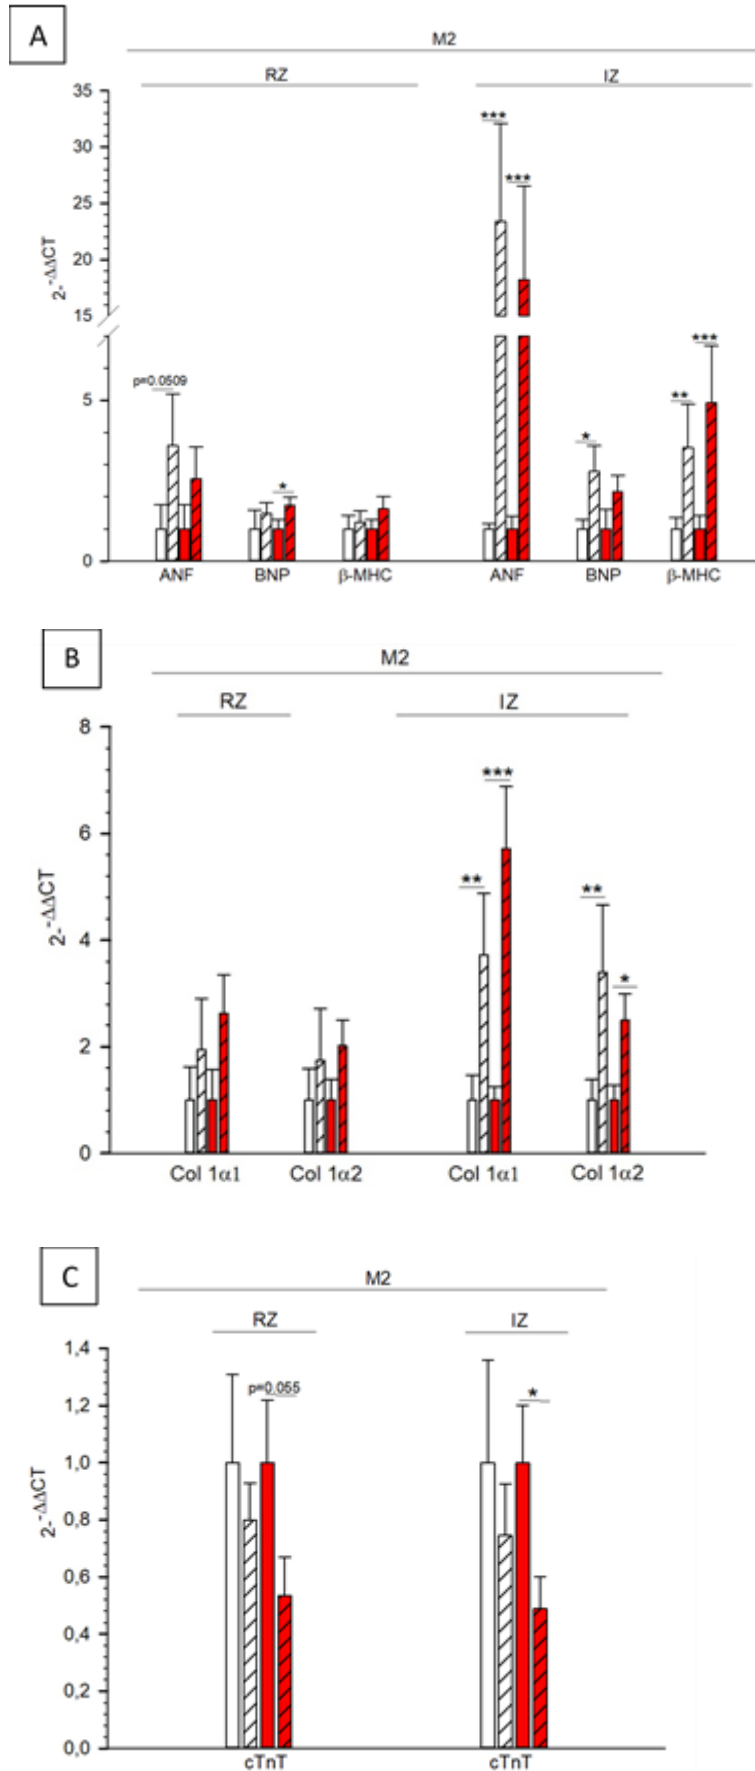 A
M2
RZ IZ
2-⁻ΔΔCT
35
30
25
20
15
5
0
p=0.0509
*
***
***
*
**
***
ANF BNP β-MHC ANF BNP β-MHC
B
M2
RZ IZ
2-⁻ΔΔCT
8
6
4
2
0
**
***
**
*
Col 1α1 Col 1α2 Col 1α1 Col 1α2
C
M2
RZ IZ
2-⁻ΔΔCT
1,4
1,2
1,0
0,8
0,6
0,4
0,2
0,0
p=0.055
*
cTnT cTnT